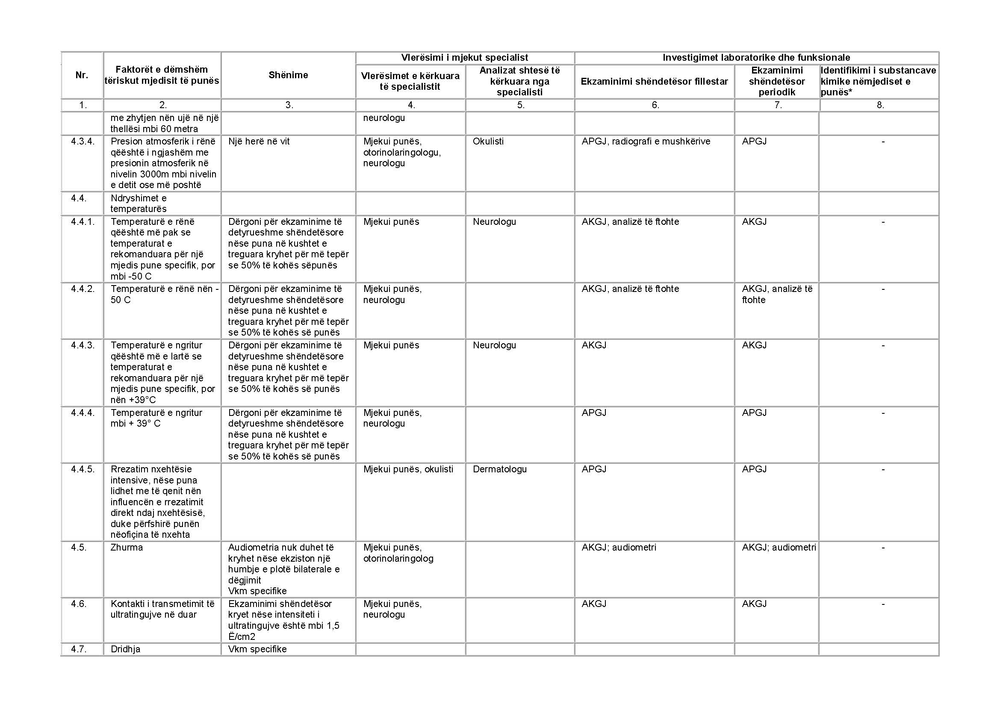 Nr.
Faktorët e dëmshëm
tëriskut mjedisit të punës
Shënime
Vlerësimi i mjekut specialist
Investigimet laboratorike dhe funksionale
Vlerësimet e kërkuara
të specialistit
Analizat shtesë të
kërkuara nga
specialisti
Ekzaminimi shëndetësor fillestar
Ekzaminimi
shëndetësor
periodik
Identifikimi i substancave
kimike nëmjediset e
punës*
1.
2.
3.
4.
5.
6.
7.
8.
me zhytjen nën ujë në një
thellësi mbi 60 metra
neurologu
4.3.4.
Presion atmosferik i rënë
qëështë i ngjashëm me
presionin atmosferik në
nivelin 3000m mbi nivelin
e detit ose më poshtë
Një herë në vit
Mjekui punës,
otorinolaringologu,
neurologu
Okulisti
APGJ, radiografi e mushkërive
APGJ
-
4.4.
Ndryshimet e
temperaturës
4.4.1.
Temperaturë e rënë
qëështë më pak se
temperaturat e
rekomanduara për një
mjedis pune specifik, por
mbi -50 C
Dërgoni për ekzaminime të
detyrueshme shëndetësore
nëse puna në kushtet e
treguara kryhet për më tepër
se 50% të kohës sëpunës
Mjekui punës
Neurologu
AKGJ, analizë të ftohte
AKGJ
-
4.4.2.
Temperaturë e rënë nën -
50 C
Dërgoni për ekzaminime të
detyrueshme shëndetësore
nëse puna në kushtet e
treguara kryhet për më tepër
se 50% të kohës së punës
Mjekui punës,
neurologu
AKGJ, analizë të ftohte
AKGJ, analizë të
ftohte
-
4.4.3.
Temperaturë e ngritur
qëështë më e lartë se
temperaturat e
rekomanduara për një
mjedis pune specifik, por
nën +39°C
Dërgoni për ekzaminime të
detyrueshme shëndetësore
nëse puna në kushtet e
treguara kryhet për më tepër
se 50% të kohës së punës
Mjekui punës
Neurologu
AKGJ
AKGJ
-
4.4.4.
Temperaturë e ngritur
mbi + 39° C
Dërgoni për ekzaminime të
detyrueshme shëndetësore
nëse puna në kushtet e
treguara kryhet për më tepër
se 50% të kohës së punës
Mjekui punës,
neurologu
APGJ
APGJ
-
4.4.5.
Rrezatim nxehtësie
intensive, nëse puna
lidhet me të qenit nën
influencën e rrezatimit
direkt ndaj nxehtësisë,
duke përfshirë punën
nëofiçina të nxehta
Mjekui punës, okulisti
Dermatologu
APGJ
APGJ
-
4.5.
Zhurma
Audiometria nuk duhet të
kryhet nëse ekziston një
humbje e plotë bilaterale e
dëgjimit
Vkm specifike
Mjekui punës,
otorinolaringolog
AKGJ; audiometri
AKGJ; audiometri
-
4.6.
Kontakti i transmetimit të
ultratingujve në duar
Ekzaminimi shëndetësor
kryet nëse intensiteti i
ultratingujve është mbi 1,5
Ë/cm2
Mjekui punës,
neurologu
AKGJ
AKGJ
-
4.7.
Dridhja
Vkm specifike